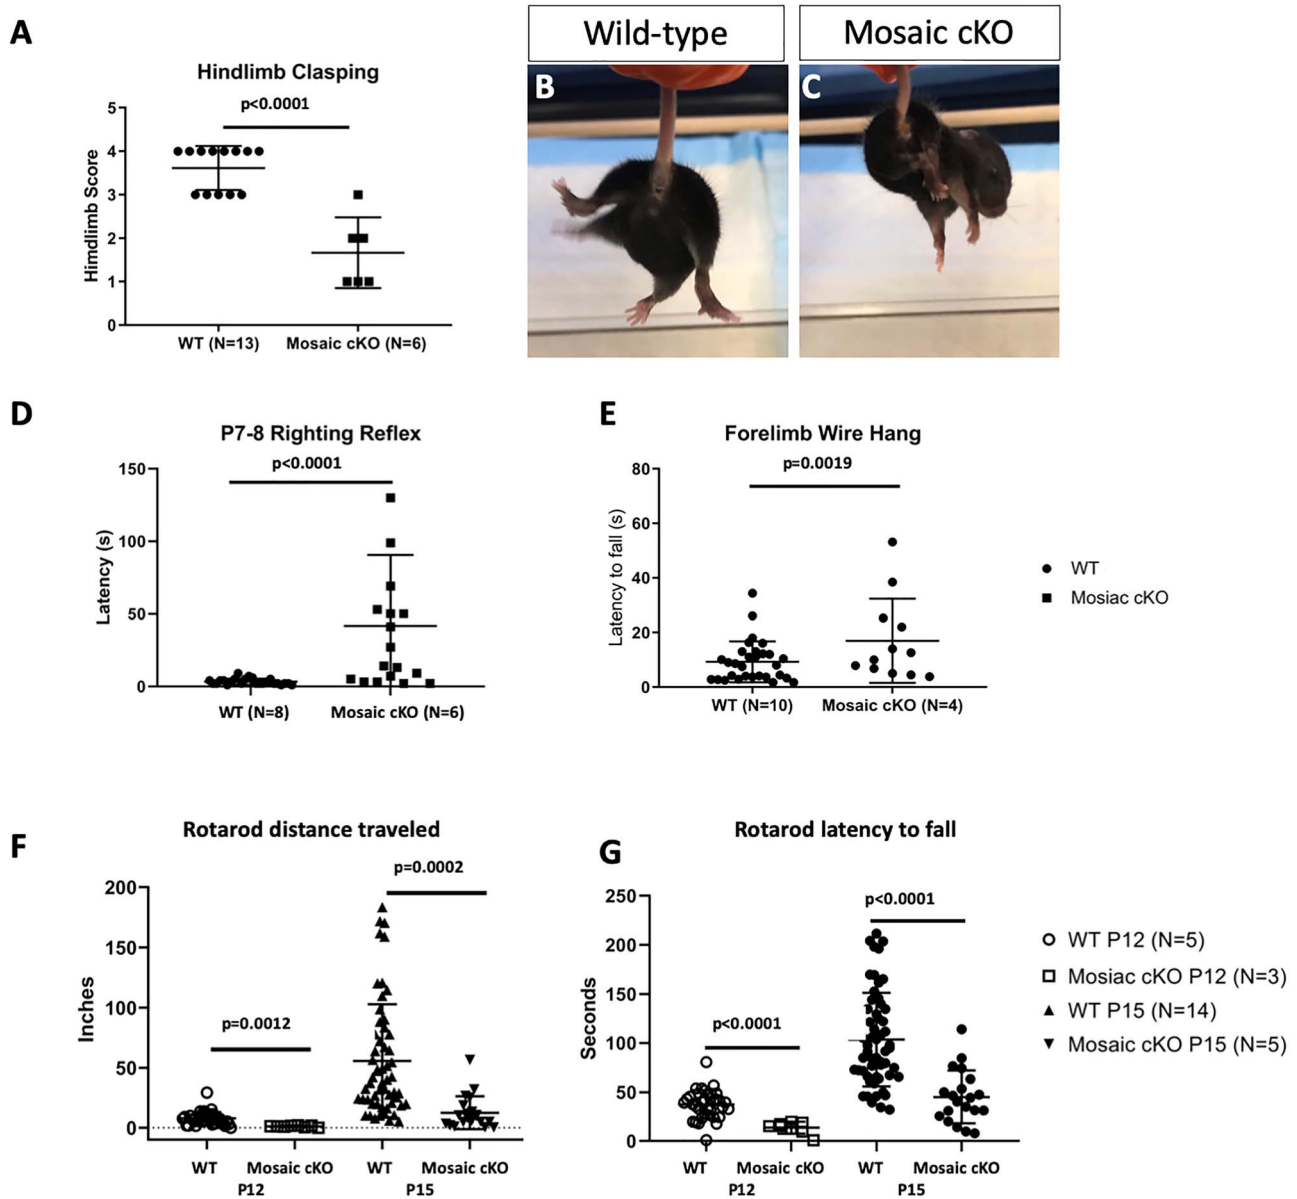 A
Wild-type
Mosaic cKO
B
C
Hindlimb Clasping
p<0.0001
Himdlimb Score
5
4
3
2
1
0
WT (N=13)
Mosaic cKO (N=6)
D
P7-8 Righting Reflex
p<0.0001
Latency (s)
150
100
50
0
WT (N=8)
Mosaic cKO (N=6)
E
Forelimb Wire Hang
p=0.0019
Latency to fall (s)
80
60
40
20
0
WT (N=10)
Mosaic cKO (N=4)
WT
Mosiac cKO
F
Rotarod distance traveled
p=0.0002
p=0.0012
Inches
200
150
100
50
0
WT
Mosaic cKO
WT
Mosaic cKO
P12
P15
G
Rotarod latency to fall
p<0.0001
p<0.0001
Seconds
250
200
150
100
50
0
WT
Mosaic cKO
WT
Mosaic cKO
P12
P15
WT P12 (N=5)
Mosiac cKO P12 (N=3)
WT P15 (N=14)
Mosaic cKO P15 (N=5)